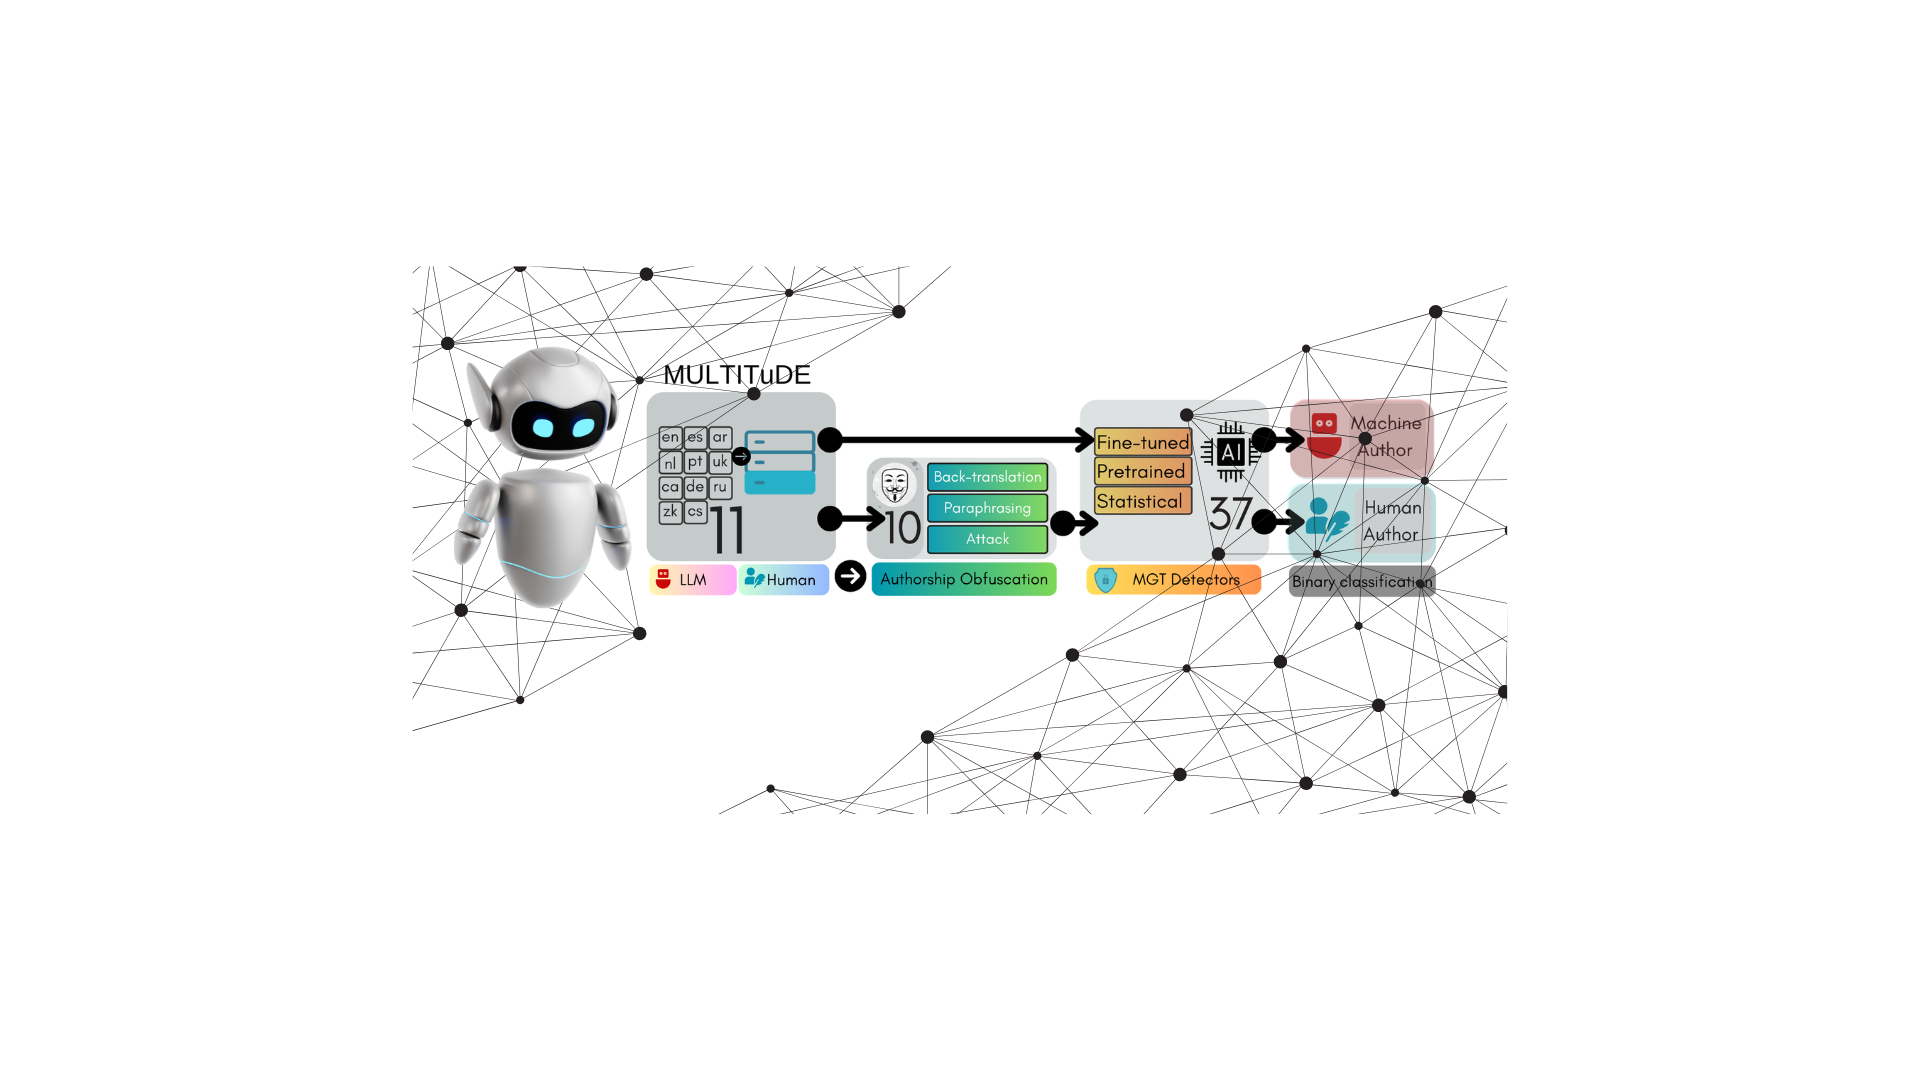 MULTITuDE
en es ar
nl pt uk
ca de ru
zk cs
11
LLM
Human
10
Back-translation
Paraphrasing
Attack
Authorship Obfuscation
Fine-tuned
Pretrained
Statistical
AI
37
MGT Detectors
Machine
Author
Human
Author
Binary classification